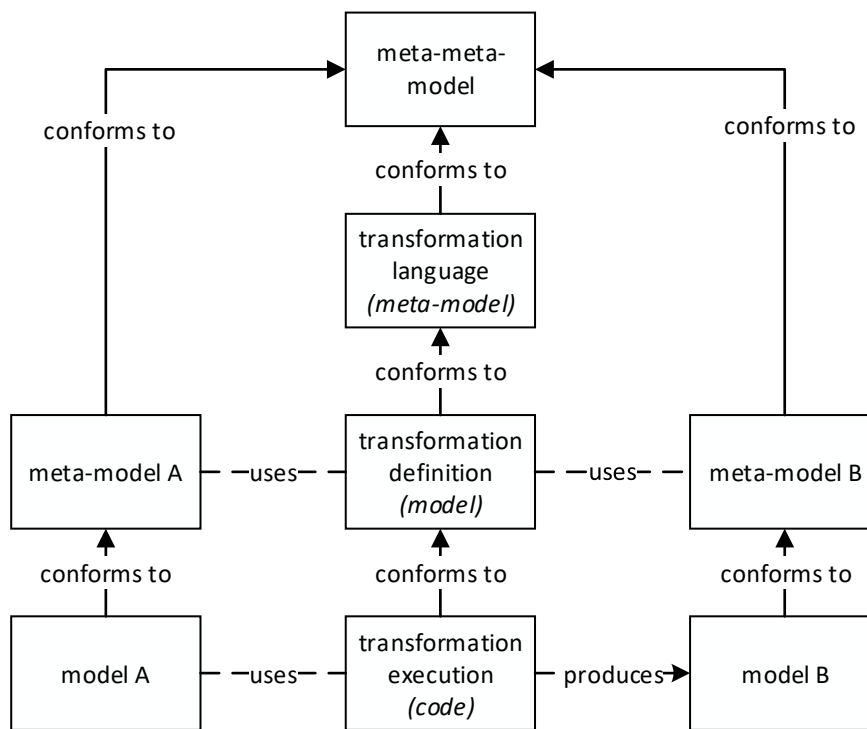 meta-meta-
model
conforms to
conforms to
conforms to
transformation
language
(meta-model)
conforms to
meta-model A
uses
transformation
definition
(model)
uses
meta-model B
conforms to
conforms to
conforms to
model A
uses
transformation
execution
(code)
produces
model B